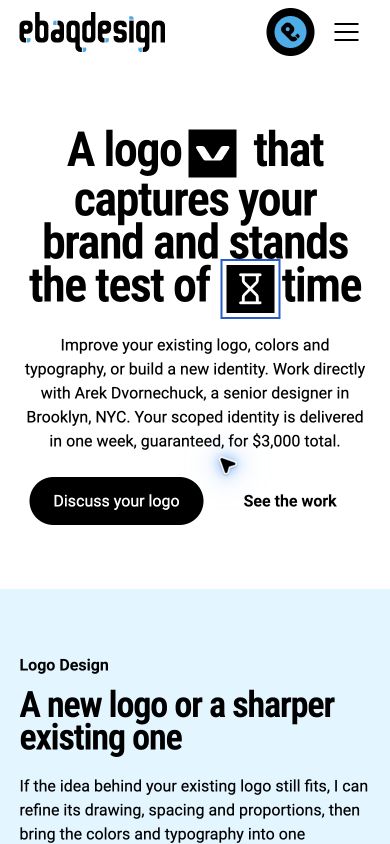 ebaqdesign
A logo that
captures your
brand and stands
the test of time
Improve your existing logo, colors and
typography, or build a new identity. Work directly
with Arek Dvornechuck, a senior designer in
Brooklyn, NYC. Your scoped identity is delivered
in one week, guaranteed, for $3,000 total.
Discuss your logo
See the work
Logo Design
A new logo or a sharper
existing one
If the idea behind your existing logo still fits, I can
refine its drawing, spacing and proportions, then
bring the colors and typography into one